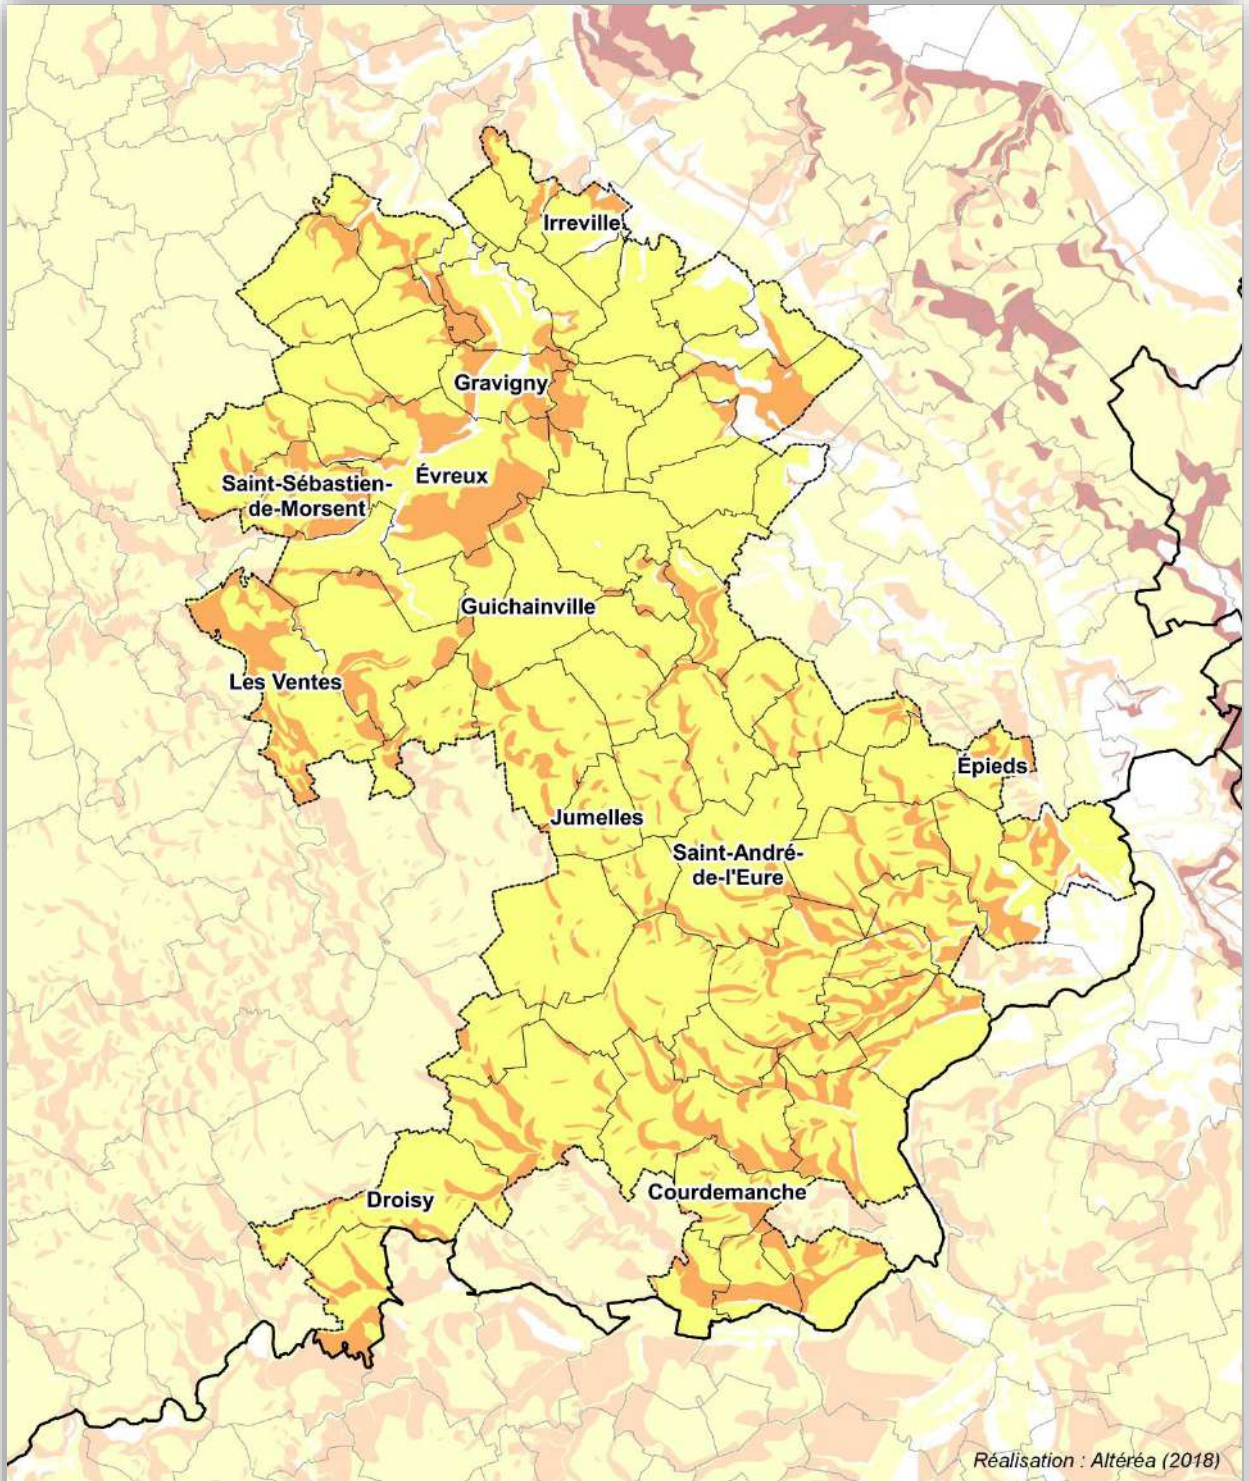 Irreville
Gravigny
Évreux
Saint-Sébastien-
de-Morsent
Guichainville
Les Ventes
Épieds
Jumelles
Saint-André-
de-l'Eure
Courdemanche
Droisy
Réalisation : Altéréa (2018)